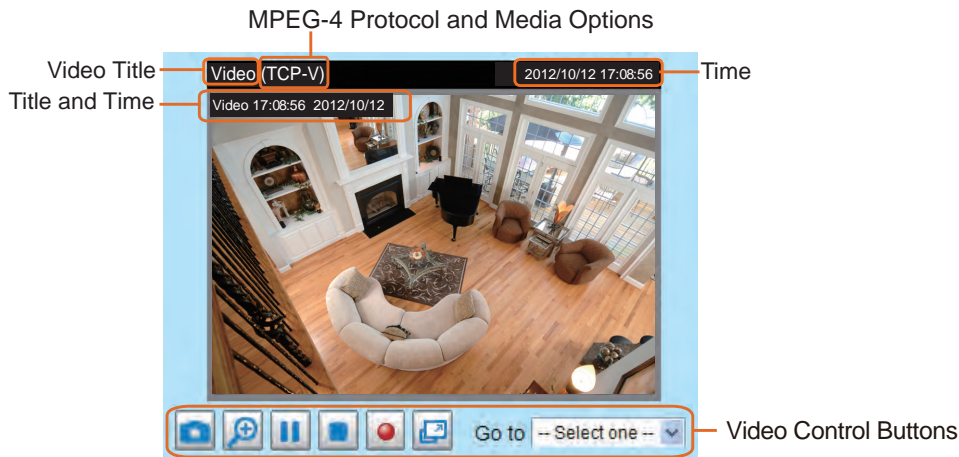 MPEG-4 Protocol and Media Options
Video Title
Video (TCP-V)
2012/10/12 17:08:56
Time
Title and Time
Video 17:08:56 2012/10/12
Go to
-- Select one --
Video Control Buttons